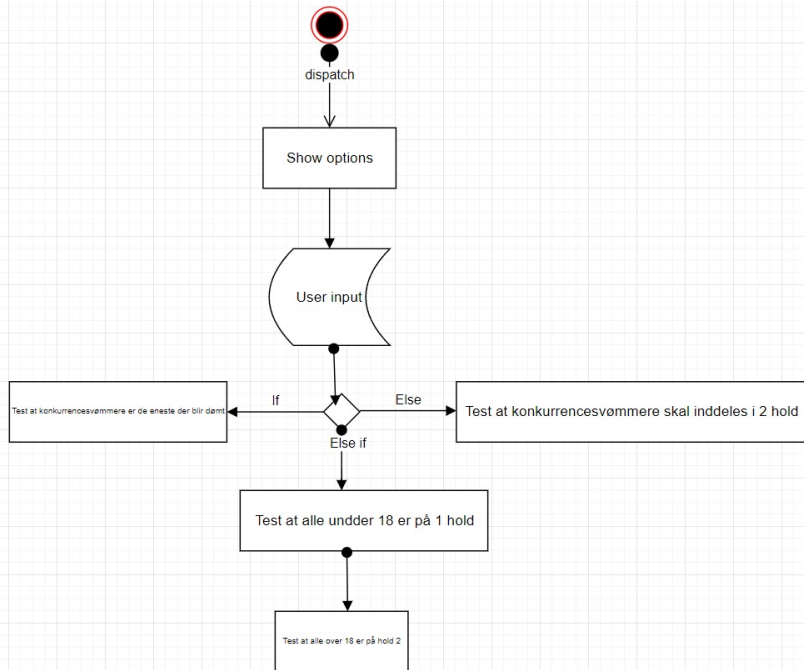 dispatch
Show options
User input
If
Else
Test at konkurrencesvømmere er de eneste der blir dømt
Test at konkurrencesvømmere skal inddeles i 2 hold
Else if
Test at alle undder 18 er på 1 hold
Test at alle over 18 er på hold 2